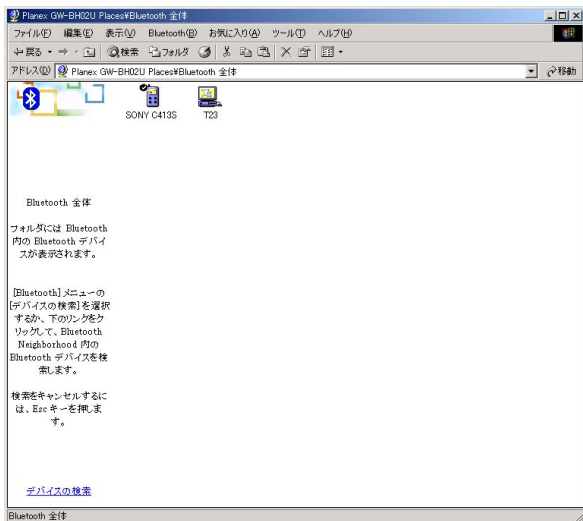 Planex GW-BH02U Places¥Bluetooth 全体
ファイル(F) 編集(E) 表示(V) Bluetooth(B) お気に入り(A) ツール(T) ヘルプ(H)
戻る 検索 フォルダ
アドレス(D) Planex GW-BH02U Places¥Bluetooth 全体 移動
SONY C413S T23
Bluetooth 全体
フォルダには Bluetooth
内の Bluetooth デバイ
スが表示されます。
[Bluetooth] メニューの
[デバイスの検索] を選択
するか、下のリンクをク
リックして、Bluetooth
Neighborhood 内の
Bluetooth デバイスを検
索します。
検索をキャンセルするに
は、Esc キーを押しま
す。
デバイスの検索
Bluetooth 全体